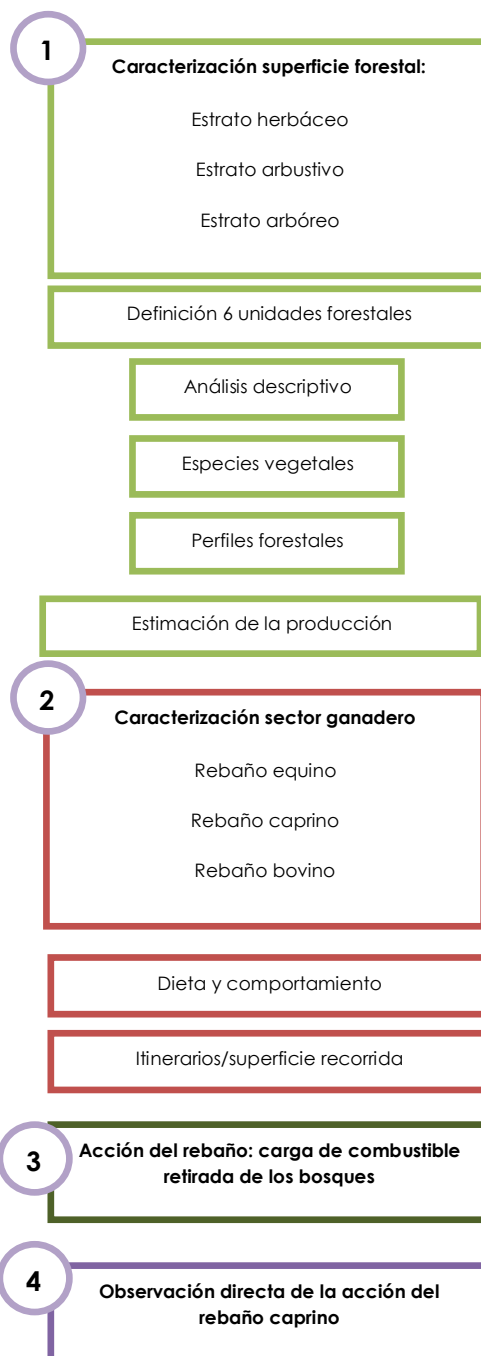 1
Caracterización superficie forestal:
Estrato herbáceo
Estrato arbustivo
Estrato arbóreo
Definición 6 unidades forestales
Análisis descriptivo
Especies vegetales
Perfiles forestales
Estimación de la producción
2
Caracterización sector ganadero
Rebaño equino
Rebaño caprino
Rebaño bovino
Dieta y comportamiento
Itinerarios/superficie recorrida
3
Acción del rebaño: carga de combustible
retirada de los bosques
4
Observación directa de la acción del
rebaño caprino